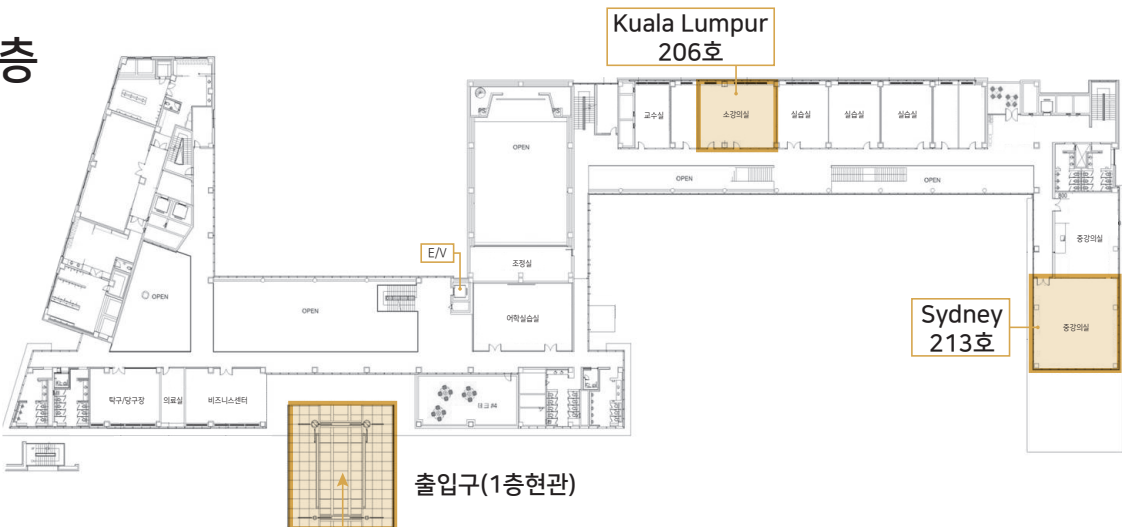 층
Kuala Lumpur
206호
교수실
소강의실
실습실
실습실
실습실
OPEN
OPEN
OPEN
E/V
조정실
중강의실
OPEN
OPEN
어학실습실
Sydney
213호
중강의실
탁구/당구장
의료실
비즈니스센터
출입구(1층현관)